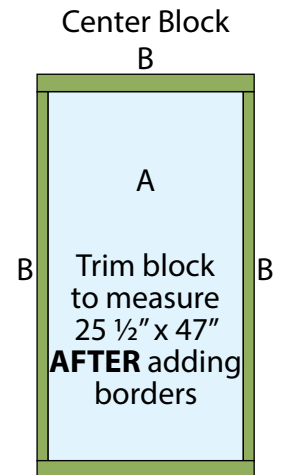 Center Block
B
A
B
B
Trim block
to measure
25 ½” x 47”
AFTER adding
borders